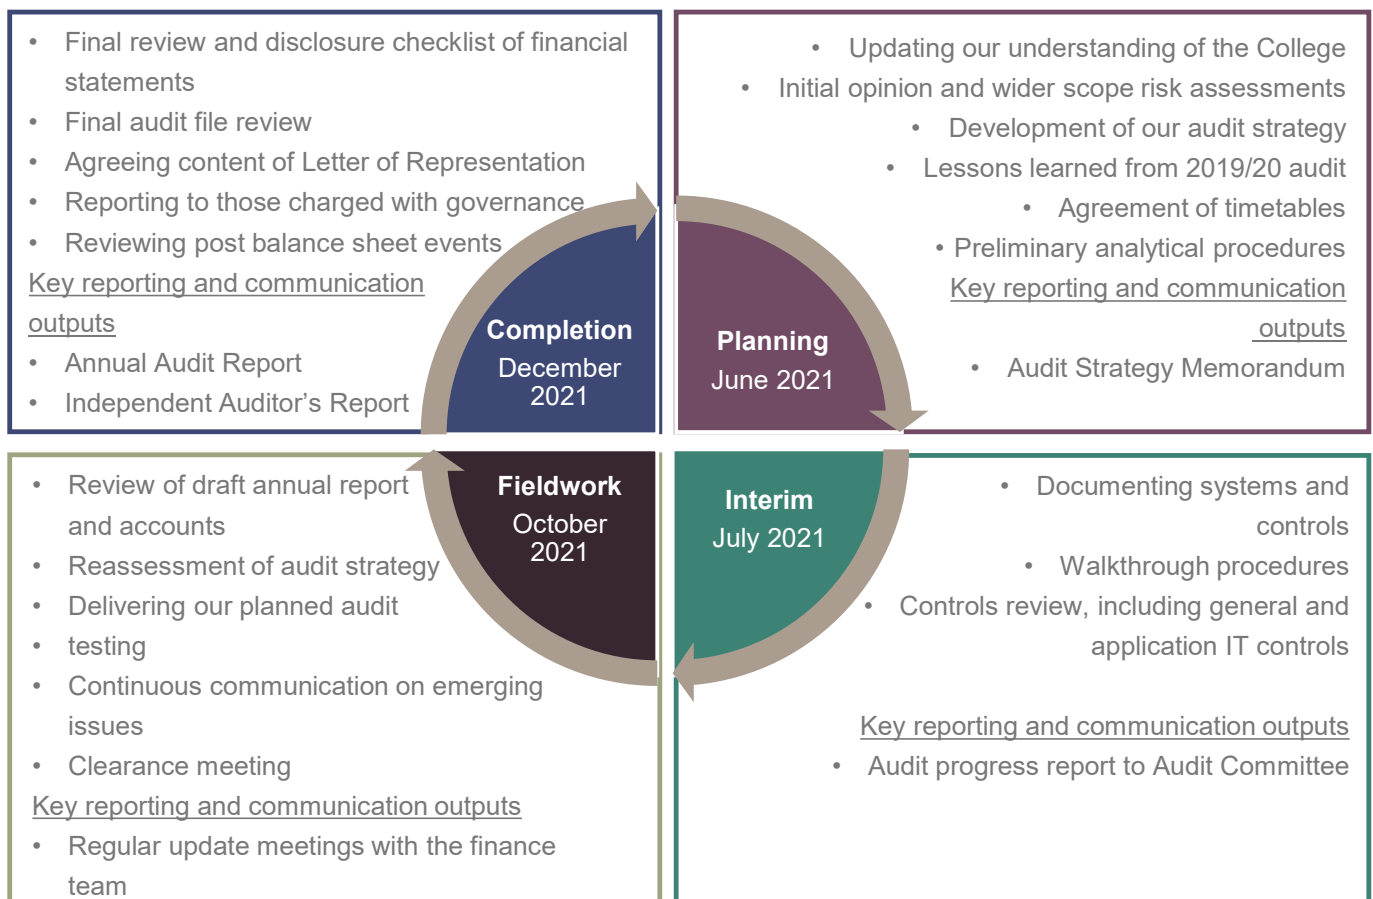 • Final review and disclosure checklist of financial
statements
• Final audit file review
• Agreeing content of Letter of Representation
• Reporting to those charged with governance
• Reviewing post balance sheet events
Key reporting and communication
outputs
• Annual Audit Report
• Independent Auditor’s Report
Completion
December
2021
• Updating our understanding of the College
• Initial opinion and wider scope risk assessments
• Development of our audit strategy
• Lessons learned from 2019/20 audit
• Agreement of timetables
• Preliminary analytical procedures
Key reporting and communication
outputs
• Audit Strategy Memorandum
Planning
June 2021
• Review of draft annual report
and accounts
• Reassessment of audit strategy
• Delivering our planned audit
• testing
• Continuous communication on emerging
issues
• Clearance meeting
Key reporting and communication outputs
• Regular update meetings with the finance
team
Fieldwork
October
2021
Interim
July 2021
• Documenting systems and
controls
• Walkthrough procedures
• Controls review, including general and
application IT controls
Key reporting and communication outputs
• Audit progress report to Audit Committee